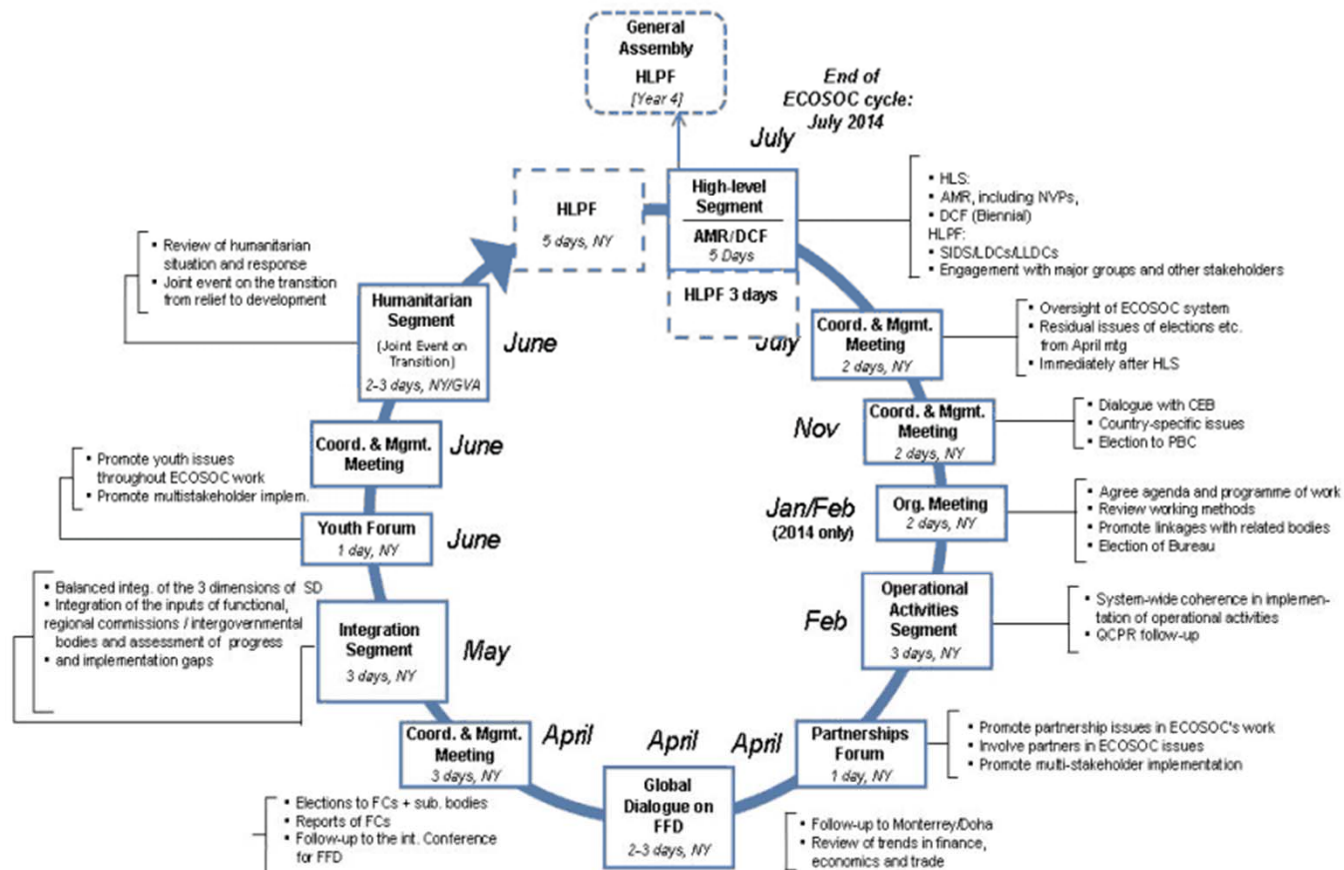 General
Assembly
HLPF
[Year 4]
End of
ECOSOC cycle:
July 2014
July
HLPF
5 days, NY
High-level
Segment
AMR/DCF
5 Days
HLPF 3 days
▪ HLS:
▪ AMR, including NVPs,
▪ DCF (Biennial)
HLPF:
▪ SIDS/LDCs/LLDCs
▪ Engagement with major groups and other stakeholders
July
Coord. & Mgmt.
Meeting
2 days, NY
▪ Oversight of ECOSOC system
▪ Residual issues of elections etc.
from April mtg
▪ Immediately after HLS
Nov
Coord. & Mgmt.
Meeting
2 days, NY
▪ Dialogue with CEB
▪ Country-specific issues
▪ Election to PBC
Jan/Feb
(2014 only)
Org. Meeting
2 days, NY
▪ Agree agenda and programme of work
▪ Review working methods
▪ Promote linkages with related bodies
▪ Election of Bureau
Feb
Operational
Activities
Segment
3 days, NY
▪ System-wide coherence in implemen-
tation of operational activities
▪ QCPR follow-up
April
Partnerships
Forum
1 day, NY
▪ Promote partnership issues in ECOSOC's work
▪ Involve partners in ECOSOC issues
▪ Promote multi-stakeholder implementation
April
Global
Dialogue on
FFD
2-3 days, NY
▪ Follow-up to Monterrey/Doha
▪ Review of trends in finance,
economics and trade
April
Coord. & Mgmt.
Meeting
3 days, NY
▪ Elections to FCs + sub. bodies
▪ Reports of FCs
▪ Follow-up to the int. Conference
for FFD
May
Integration
Segment
3 days, NY
▪ Balanced integ. of the 3 dimensions of SD
▪ Integration of the inputs of functional,
regional commissions / intergovernmental
bodies and assessment of progress
▪ and implementation gaps
June
Youth Forum
1 day, NY
▪ Promote youth issues
throughout ECOSOC work
▪ Promote multistakeholder implem.
June
Coord. & Mgmt.
Meeting
June
Humanitarian
Segment
(Joint Event on
Transition)
2-3 days, NY/GVA
▪ Review of humanitarian
situation and response
▪ Joint event on the transition
from relief to development